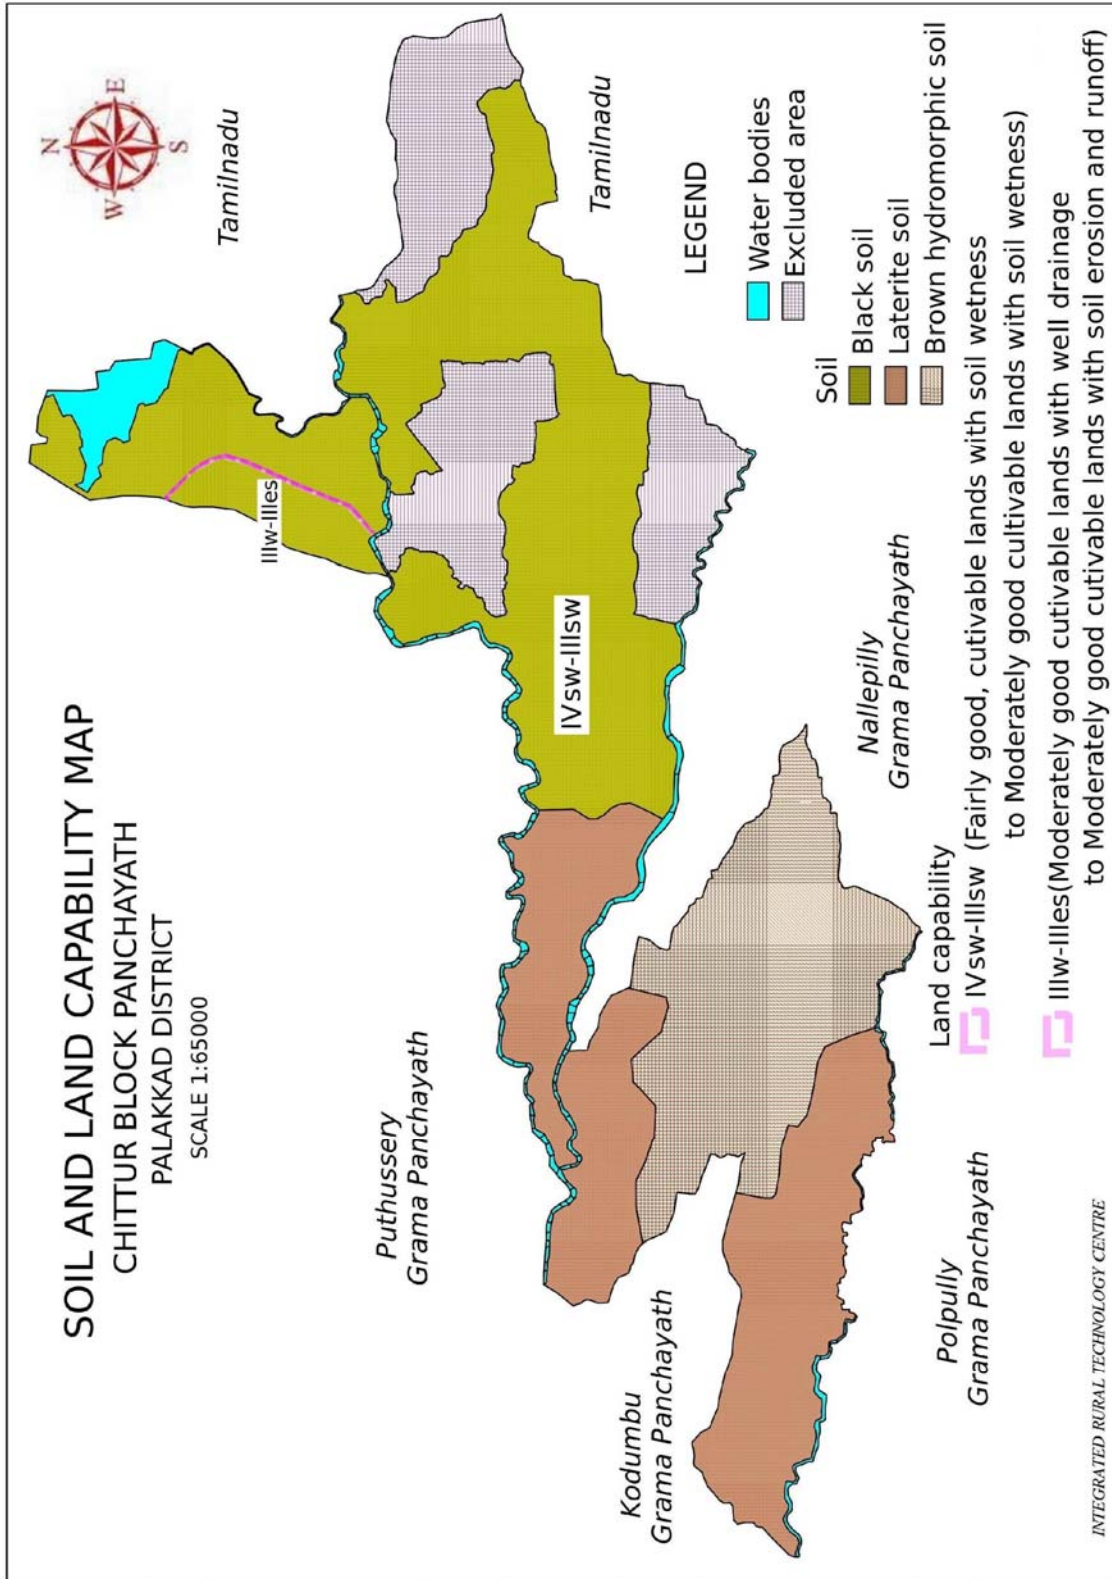 SOIL AND LAND CAPABILITY MAP
CHITTUR BLOCK PANCHAYATH
PALAKKAD DISTRICT
SCALE 1:65000
N
W
E
S
Tamilnadu
IIIw-IIIes
Puthussery
Grama Panchayath
IVsw-IIIsw
Tamilnadu
Kodumbu
Grama Panchayath
Nallepilly
Grama Panchayath
Polpully
Grama Panchayath
LEGEND
Water bodies
Excluded area
Soil
Black soil
Laterite soil
Brown hydromorphic soil
Land capability
IVsw-IIIsw (Fairly good, cutivable lands with soil wetness
to Moderately good cultivable lands with soil wetness)
IIIw-IIIes(Moderately good cutivable lands with well drainage
to Moderately good cutivable lands with soil erosion and runoff)
INTEGRATED RURAL TECHNOLOGY CENTRE